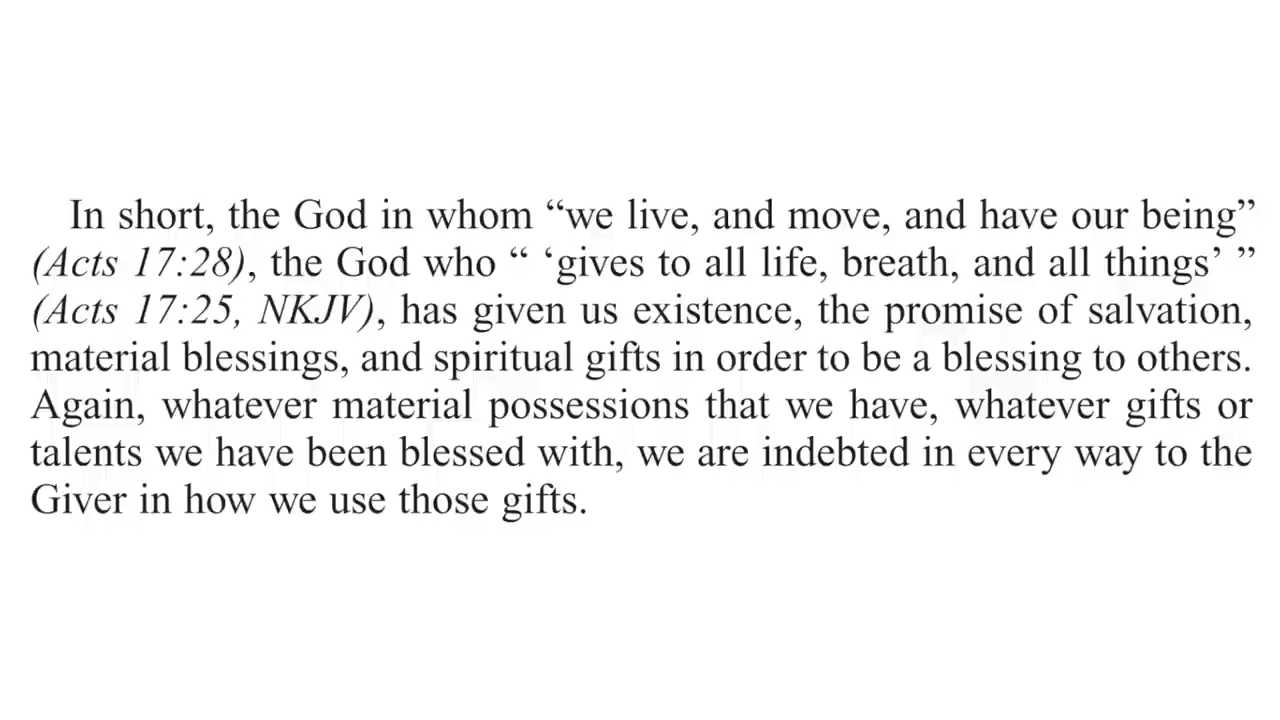 In short, the God in whom “we live, and move, and have our being”
(Acts 17:28), the God who “ ‘gives to all life, breath, and all things’ ”
(Acts 17:25, NKJV), has given us existence, the promise of salvation,
material blessings, and spiritual gifts in order to be a blessing to others.
Again, whatever material possessions that we have, whatever gifts or
talents we have been blessed with, we are indebted in every way to the
Giver in how we use those gifts.